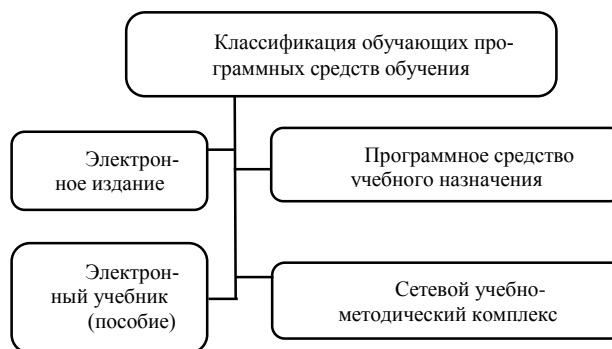 Классификация обучающих про-
граммных средств обучения
Электрон-
ное издание
Программное средство
учебного назначения
Электрон-
ный учебник
(пособие)
Сетевой учебно-
методический комплекс